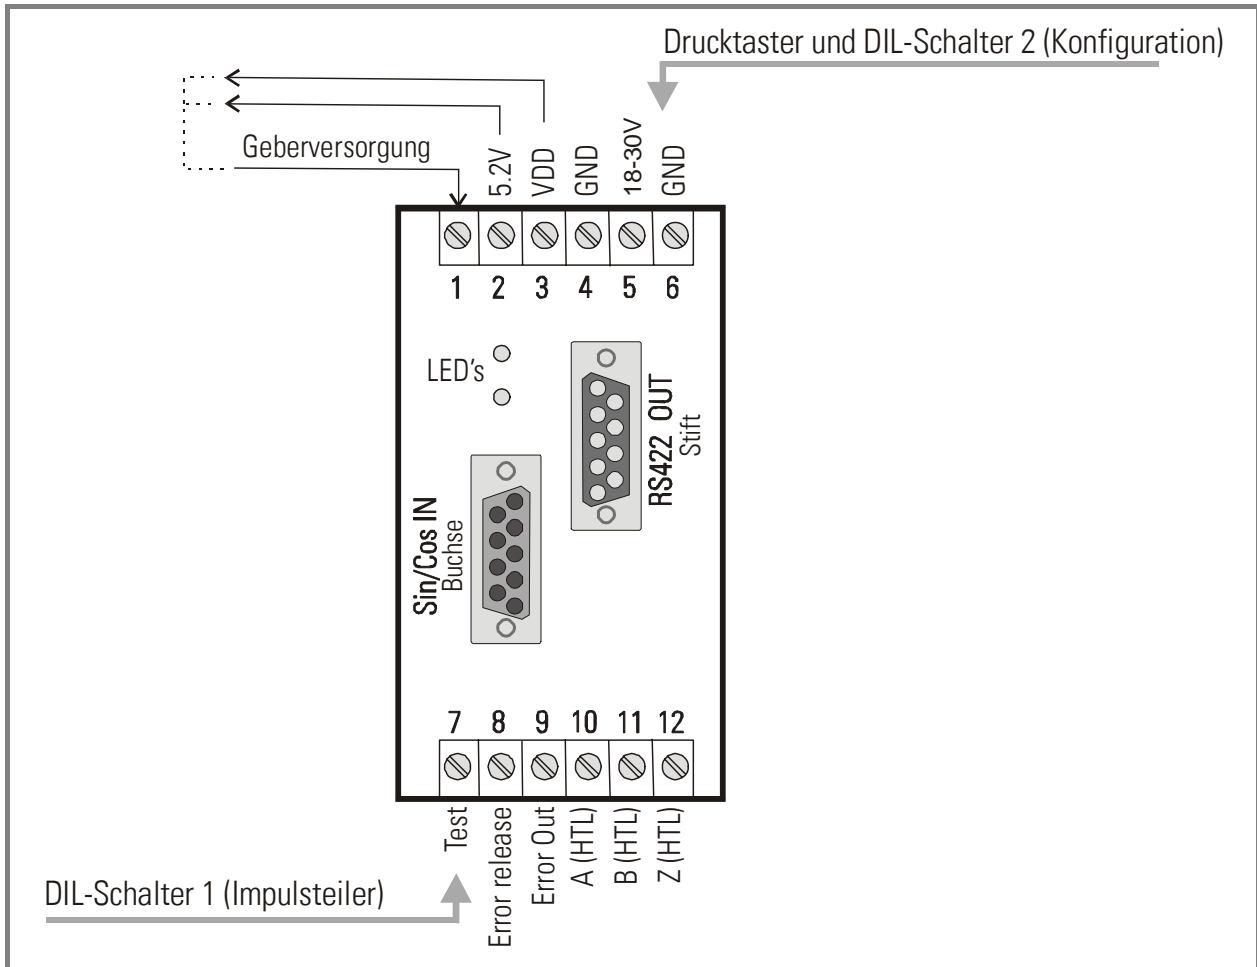 Drucktaster und DIL-Schalter 2 (Konfiguration)
Geberversorgung
5.2V
VDD
GND
18-30V
GND
1 2 3 4 5 6
LED's
RS422 OUT
Stift
Sin/Cos IN
Buchse
7 8 9 10 11 12
Test
Error release
Error Out
A (HTL)
B (HTL)
Z (HTL)
DIL-Schalter 1 (Impulsteiler)